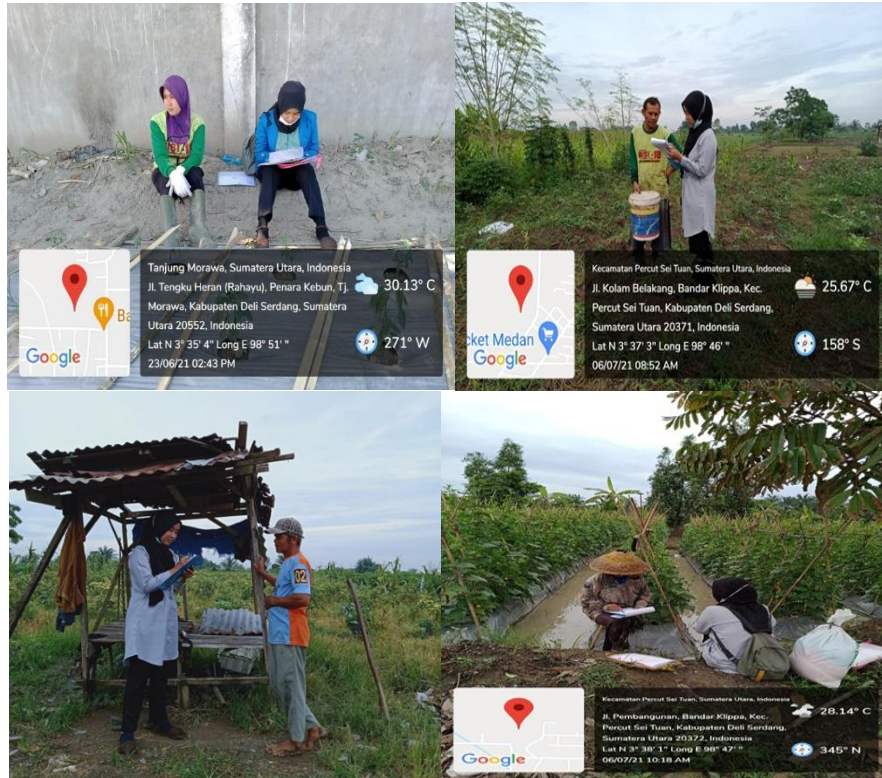 Tanjung Morawa, Sumatera Utara, Indonesia
Jl. Tengku Heran (Rahayu), Penara Kebun, Tj.
Morawa, Kabupaten Deli Serdang, Sumatera
Utara 20552, Indonesia
Lat N 3° 35' 4" Long E 98° 51' "
23/06/21 02:43 PM
30.13° C
271° W
Ba
Google
Kecamatan Percut Sei Tuan, Sumatera Utara, Indonesia
Jl. Kolam Belakang, Bandar Klippa, Kec.
Percut Sei Tuan, Kabupaten Deli Serdang,
Sumatera Utara 20371, Indonesia
Lat N 3° 37' 3" Long E 98° 46' "
06/07/21 08:52 AM
25.67° C
158° S
cket Medan
Google
02
Kecamatan Percut Sei Tuan, Sumatera Utara, Indonesia
Jl. Pembangunan, Bandar Klippa, Kec.
Percut Sei Tuan, Kabupaten Deli Serdang,
Sumatera Utara 20372, Indonesia
Lat N 3° 38' 1" Long E 98° 47' "
06/07/21 10:18 AM
28.14° C
345° N
Google